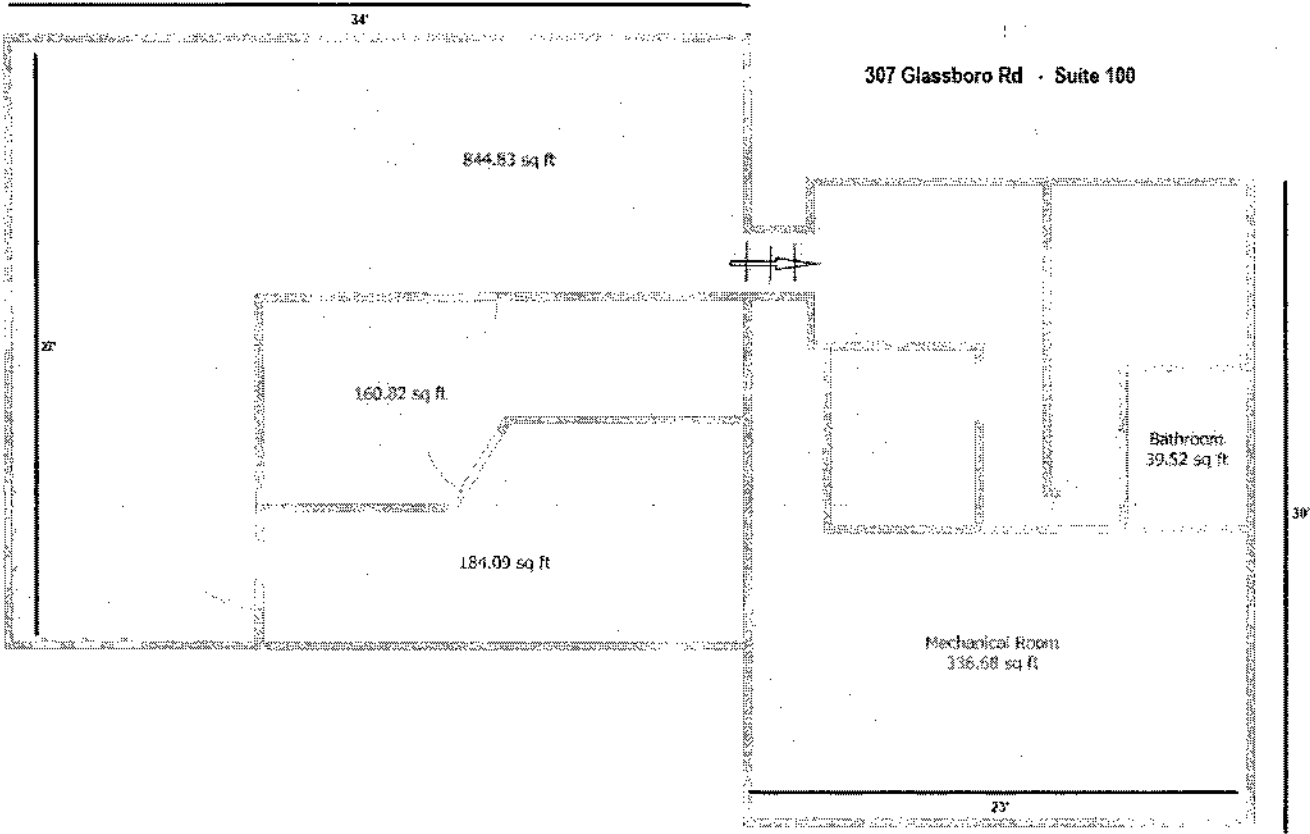 34'
307 Glassboro Rd - Suite 100
844.83 sq ft
27'
160.82 sq ft
Bathroom
39.52 sq ft
30'
184.09 sq ft
Mechanical Room
336.68 sq ft
23'